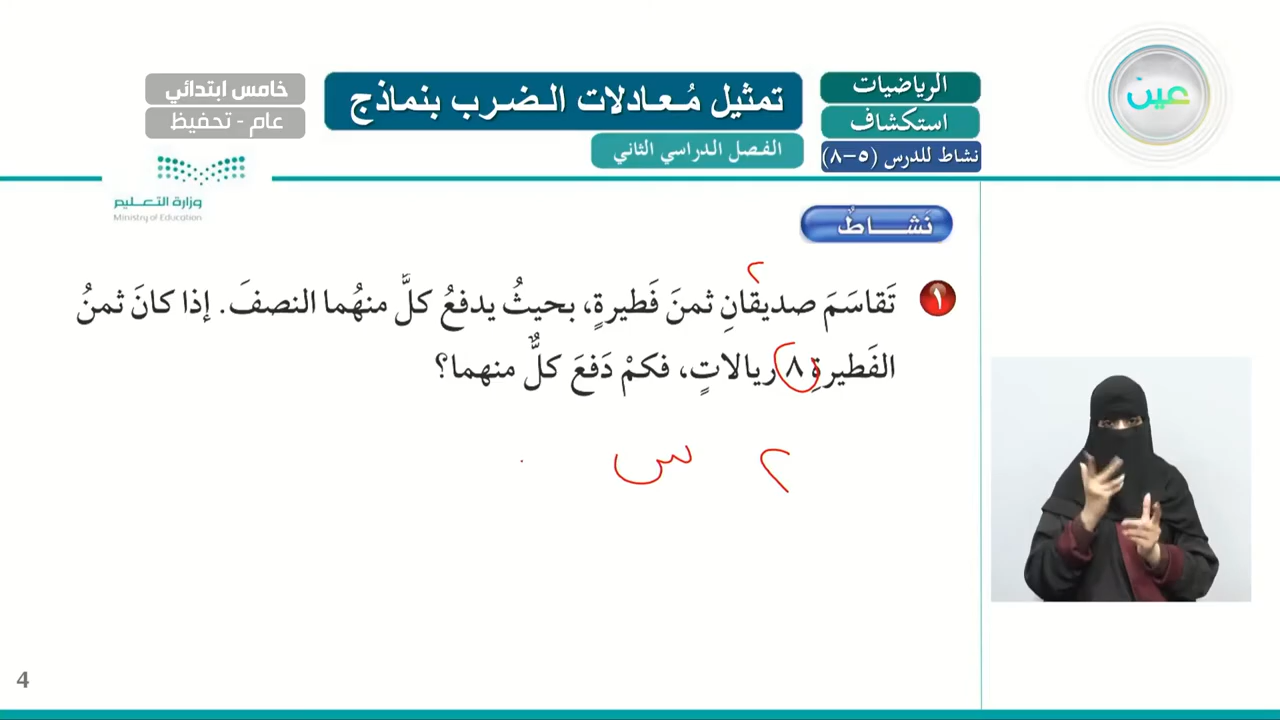 عين
الرياضيات
استكشاف
نشاط للدرس (٥-٨)
تمثيل مُعادلات الضرب بنماذج
الفصل الدراسي الثاني
خامس ابتدائي
عام - تحفيظ
وزارة التعليم
Ministry of Education
نَشاطٌ
٢
١ تَقاسَمَ صديقانِ ثمنَ فَطيرةٍ، بحيثُ يدفعُ كلَّ منهُما النصفَ. إذا كانَ ثمنُ
الفَطيرةِ ٨ ريالاتٍ، فكمْ دَفعَ كلٌّ منهما؟
٢ س
4